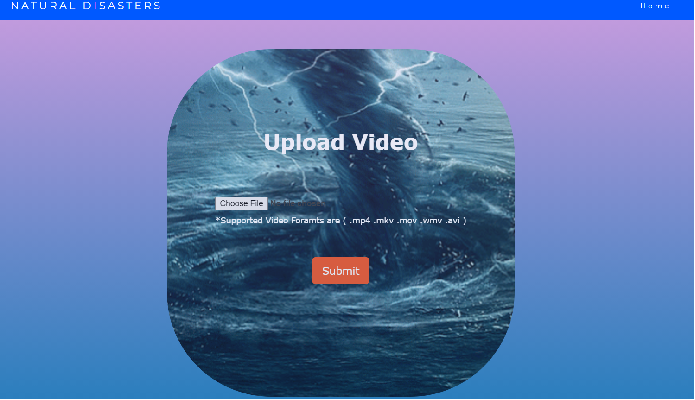 NATURAL DISASTERS
Home
Upload Video
Choose File
*Supported Video Foramts are ( .mp4 .mkv .mov .wmv .avi )
Submit